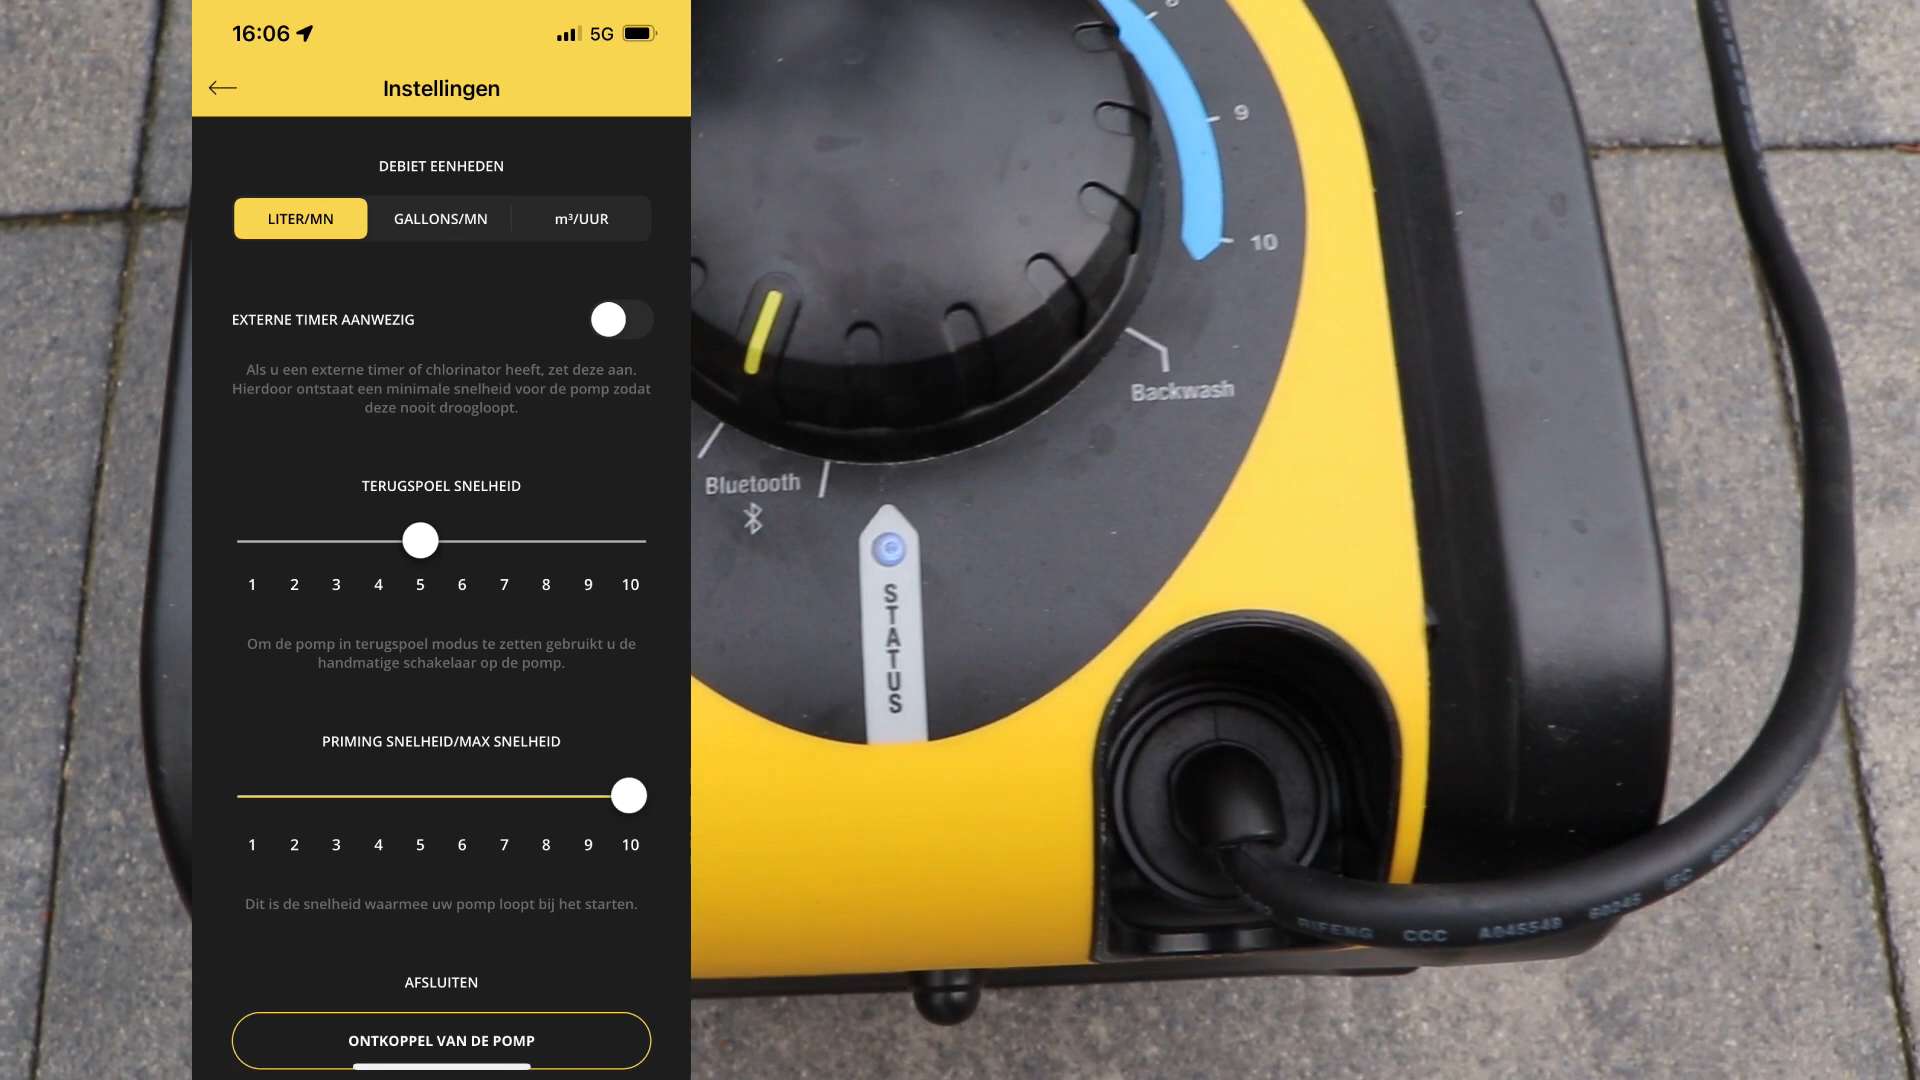 16:06
5G
Instellingen
DEBIET EENHEDEN
LITER/MN GALLONS/MN m³/UUR
EXTERNE TIMER AANWEZIG
Als u een externe timer of chlorinator heeft, zet deze aan.
Hierdoor ontstaat een minimale snelheid voor de pomp zodat
deze nooit droogloopt.
TERUGSPOEL SNELHEID
1 2 3 4 5 6 7 8 9 10
Om de pomp in terugspoel modus te zetten gebruikt u de
handmatige schakelaar op de pomp.
PRIMING SNELHEID/MAX SNELHEID
1 2 3 4 5 6 7 8 9 10
Dit is de snelheid waarmee uw pomp loopt bij het starten.
AFSLUITEN
ONTKOPPEL VAN DE POMP
9
10
Backwash
Bluetooth
STATUS
CCC A045548 60245 IEC